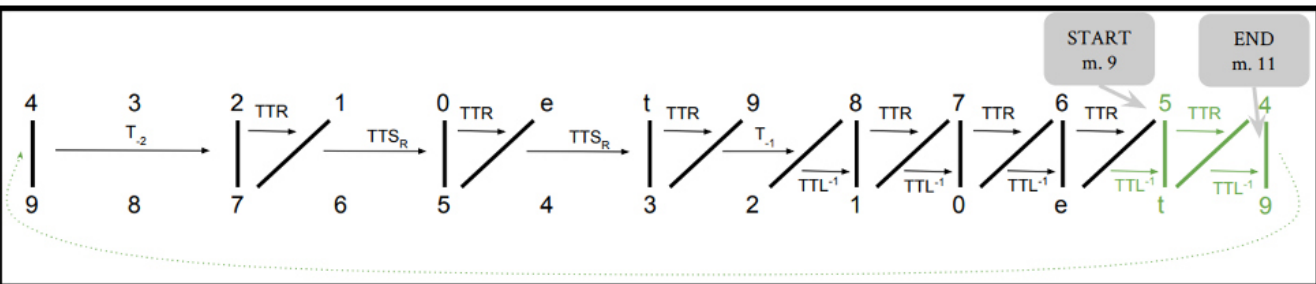 START
m. 9
END
m. 11
4 3 2 1 0 e t 9 8 7 6 5 4
TTR TTR TTR TTR TTR TTR TTR
T-2 TTSR TTSR T-1
TTL-1 TTL-1 TTL-1 TTL-1 TTL-1
9 8 7 6 5 4 3 2 1 0 e t 9